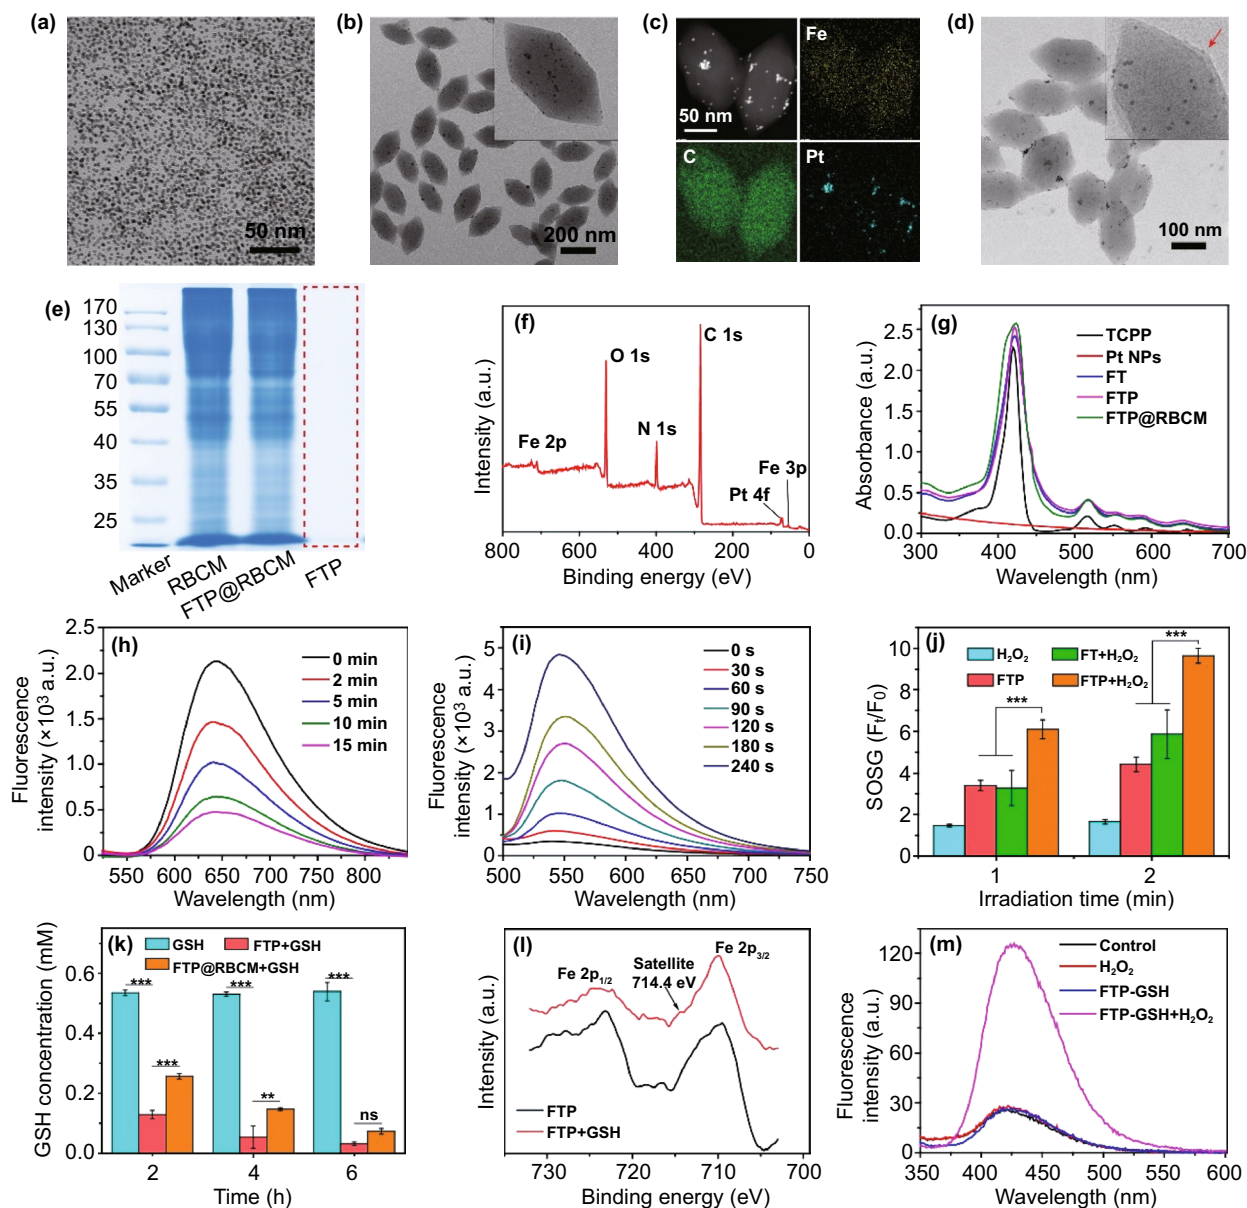 (a)
50 nm
(b)
200 nm
(c)
Fe
50 nm
C
Pt
(d)
100 nm
(e)
170
130
100
70
55
40
35
25
Marker
RBCM
FTP@RBCM
FTP
(f)
C 1s
O 1s
N 1s
Fe 2p
Fe 3p
Pt 4f
Intensity (a.u.)
800 600 400 200 0
Binding energy (eV)
(g)
TCPP
Pt NPs
FT
FTP
FTP@RBCM
Absorbance (a.u.)
2.5
2.0
1.5
1.0
0.5
0.0
300 400 500 600 700
Wavelength (nm)
(h)
0 min
2 min
5 min
10 min
15 min
Fluorescence
intensity (×10³ a.u.)
2.5
2.0
1.5
1.0
0.5
0
550 600 650 700 750 800
Wavelength (nm)
(i)
0 s
30 s
60 s
90 s
120 s
180 s
240 s
Fluorescence
intensity (×10³ a.u.)
5
4
3
2
1
0
500 550 600 650 700 750
Wavelength (nm)
(j)
H₂O₂
FT+H₂O₂
FTP
FTP+H₂O₂
***
***
SOSG (Fₜ/F₀)
10
8
6
4
2
0
1 2
Irradiation time (min)
(k)
GSH
FTP+GSH
FTP@RBCM+GSH
*** *** ***
*** ** ns
GSH concentration (mM)
0.6
0.4
0.2
0.0
2 4 6
Time (h)
(l)
Fe 2p₃/₂
Fe 2p₁/₂
Satellite
714.4 eV
FTP
FTP+GSH
Intensity (a.u.)
730 720 710 700
Binding energy (eV)
(m)
Control
H₂O₂
FTP-GSH
FTP-GSH+H₂O₂
Fluorescence
intensity (a.u.)
120
90
60
30
0
350 400 450 500 550 600
Wavelength (nm)